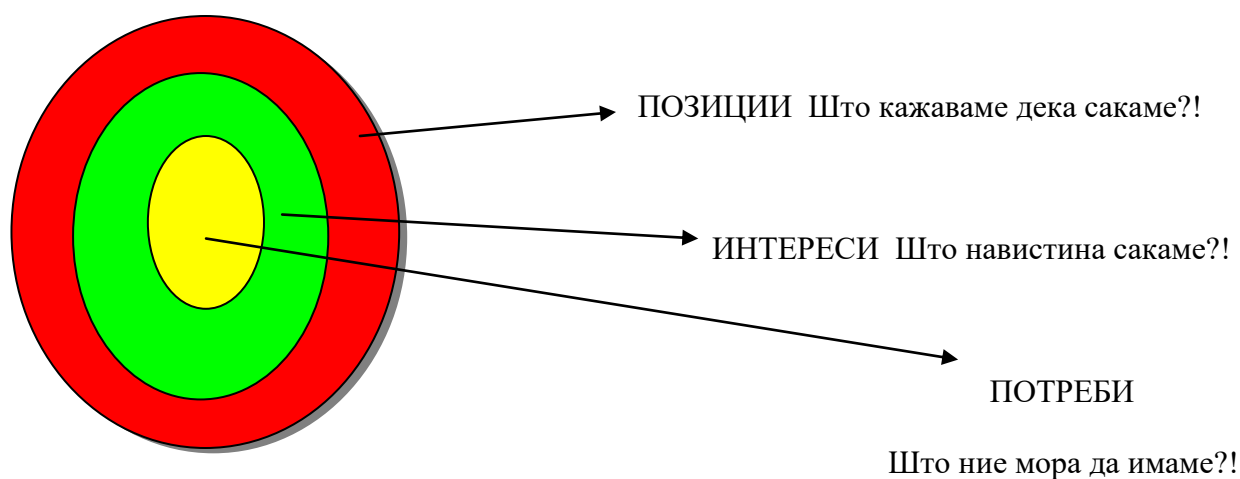 ПОЗИЦИИ Што кажаваме дека сакаме?!
ИНТЕРЕСИ Што навистина сакаме?!
ПОТРЕБИ
Што ние мора да имаме?!